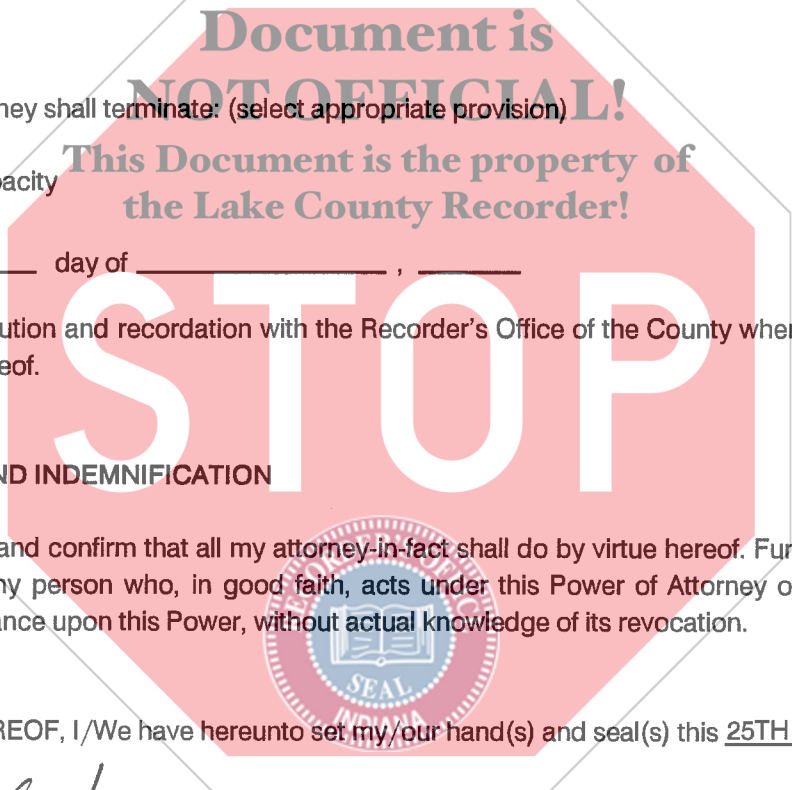 Document is
NOT OFFICIAL!
ney shall terminate: (select appropriate provision)
This Document is the property of
pacity
the Lake County Recorder!
day of , 
STOP
ution and recordation with the Recorder's Office of the County wher
eof.
ND INDEMNIFICATION
and confirm that all my attorney-in-fact shall do by virtue hereof. Fur
ny person who, in good faith, acts under this Power of Attorney o
ance upon this Power, without actual knowledge of its revocation.
RECORDER'S OFFICE
SEAL
INDIANA
REOF, I/We have hereunto set my/our hand(s) and seal(s) this 25TH